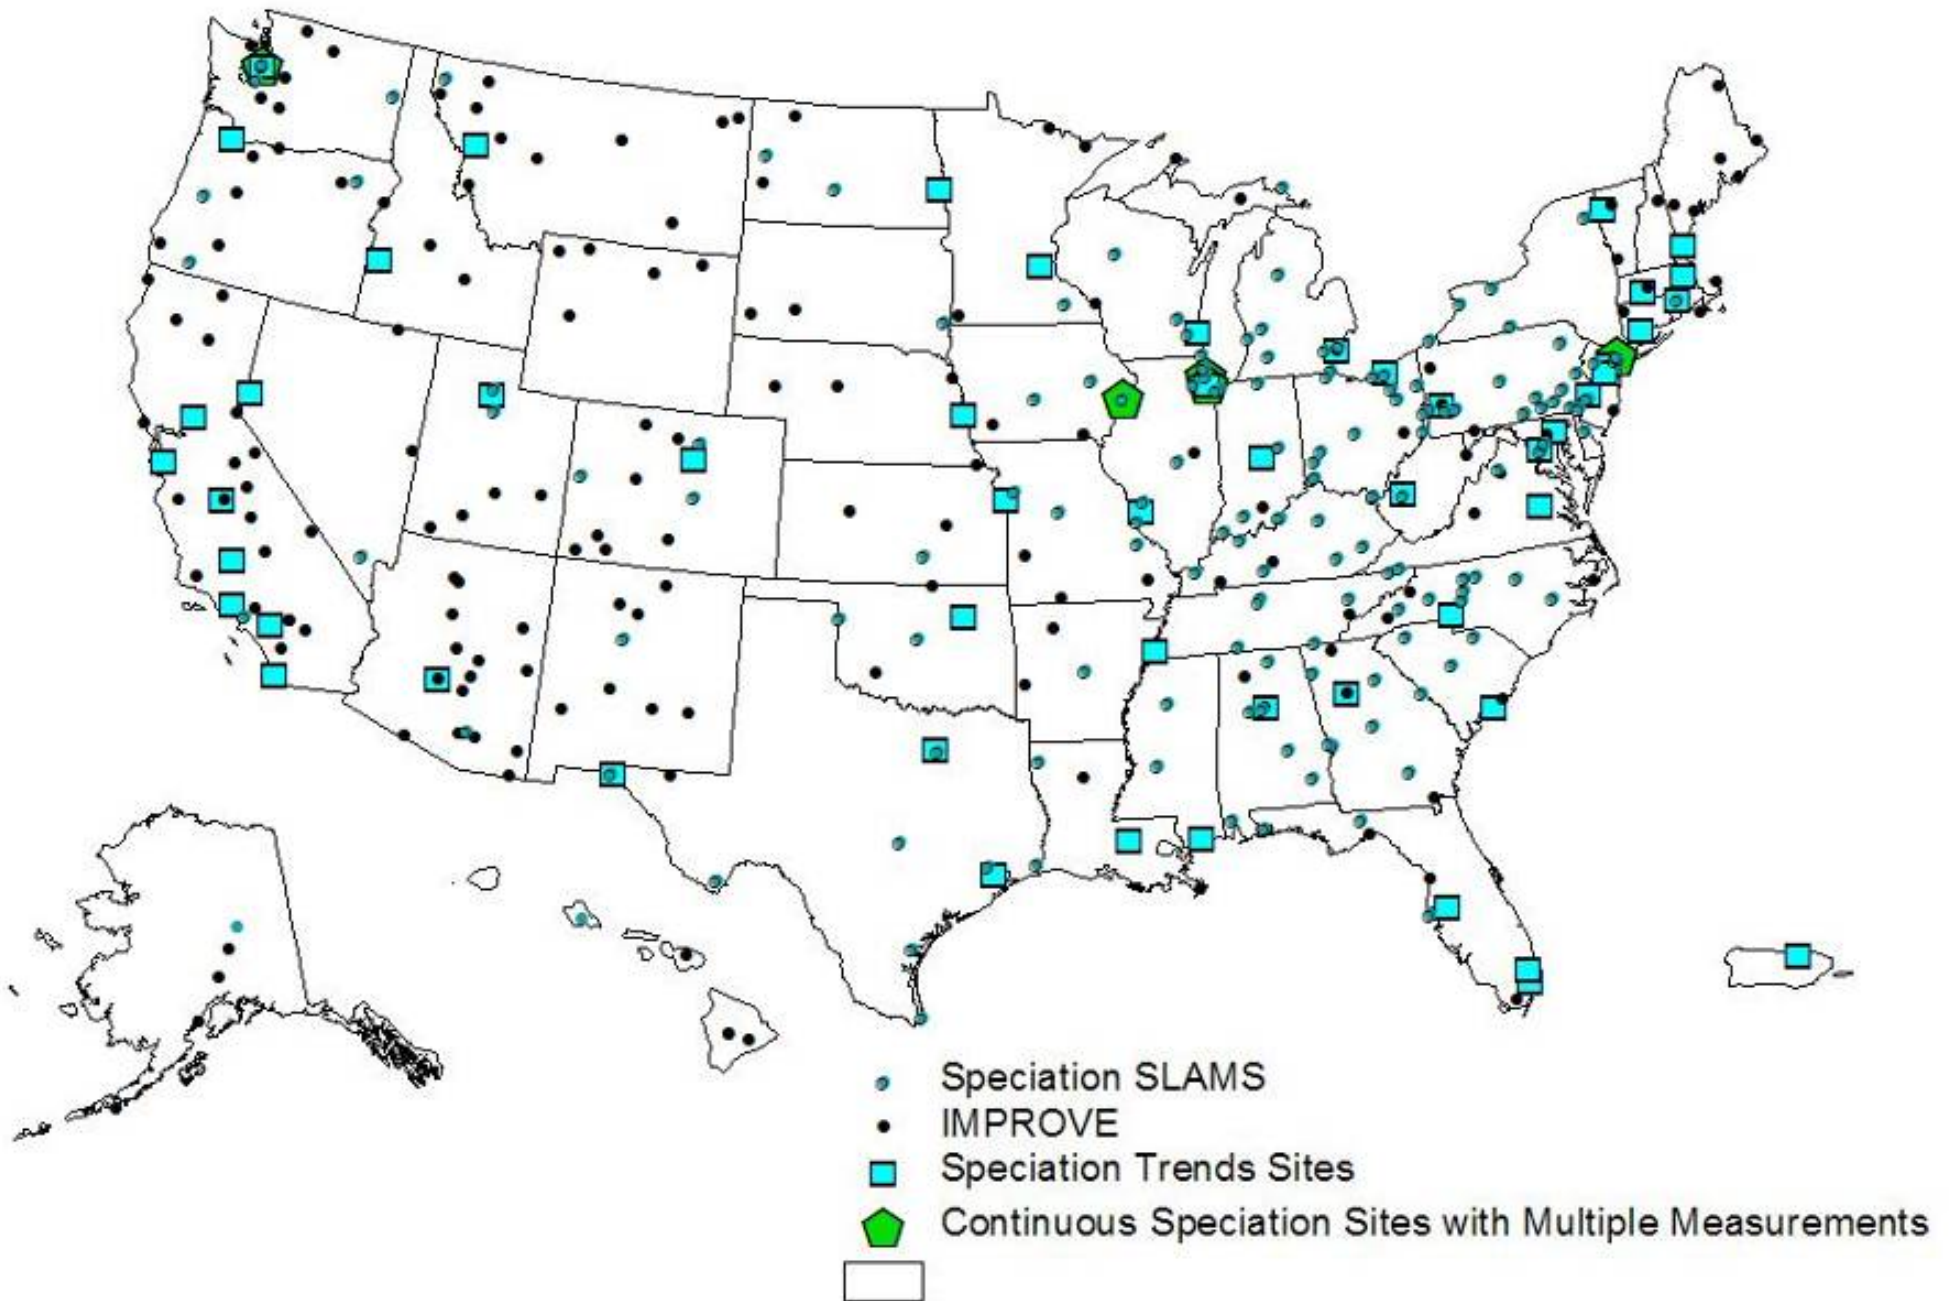 Speciation SLAMS
IMPROVE
Speciation Trends Sites
Continuous Speciation Sites with Multiple Measurements